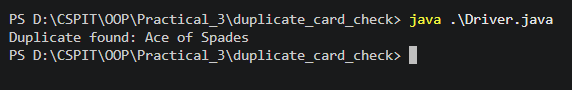 PS D:\CSPIT\OOP\Practical_3\duplicate_card_check> java .\Driver.java
Duplicate found: Ace of Spades
PS D:\CSPIT\OOP\Practical_3\duplicate_card_check>